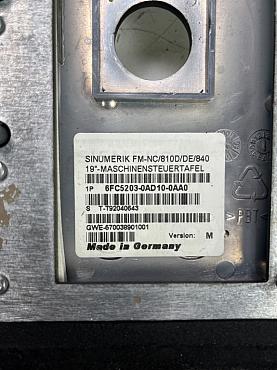 SINUMERIK FM-NC/810D/DE/840
19"-MASCHINENSTEUERTAFEL
1P 6FC5203-0AD10-0AA0
S T-T92040643
GWE-570038901001
Version: M
Made in Germany
>PBT<